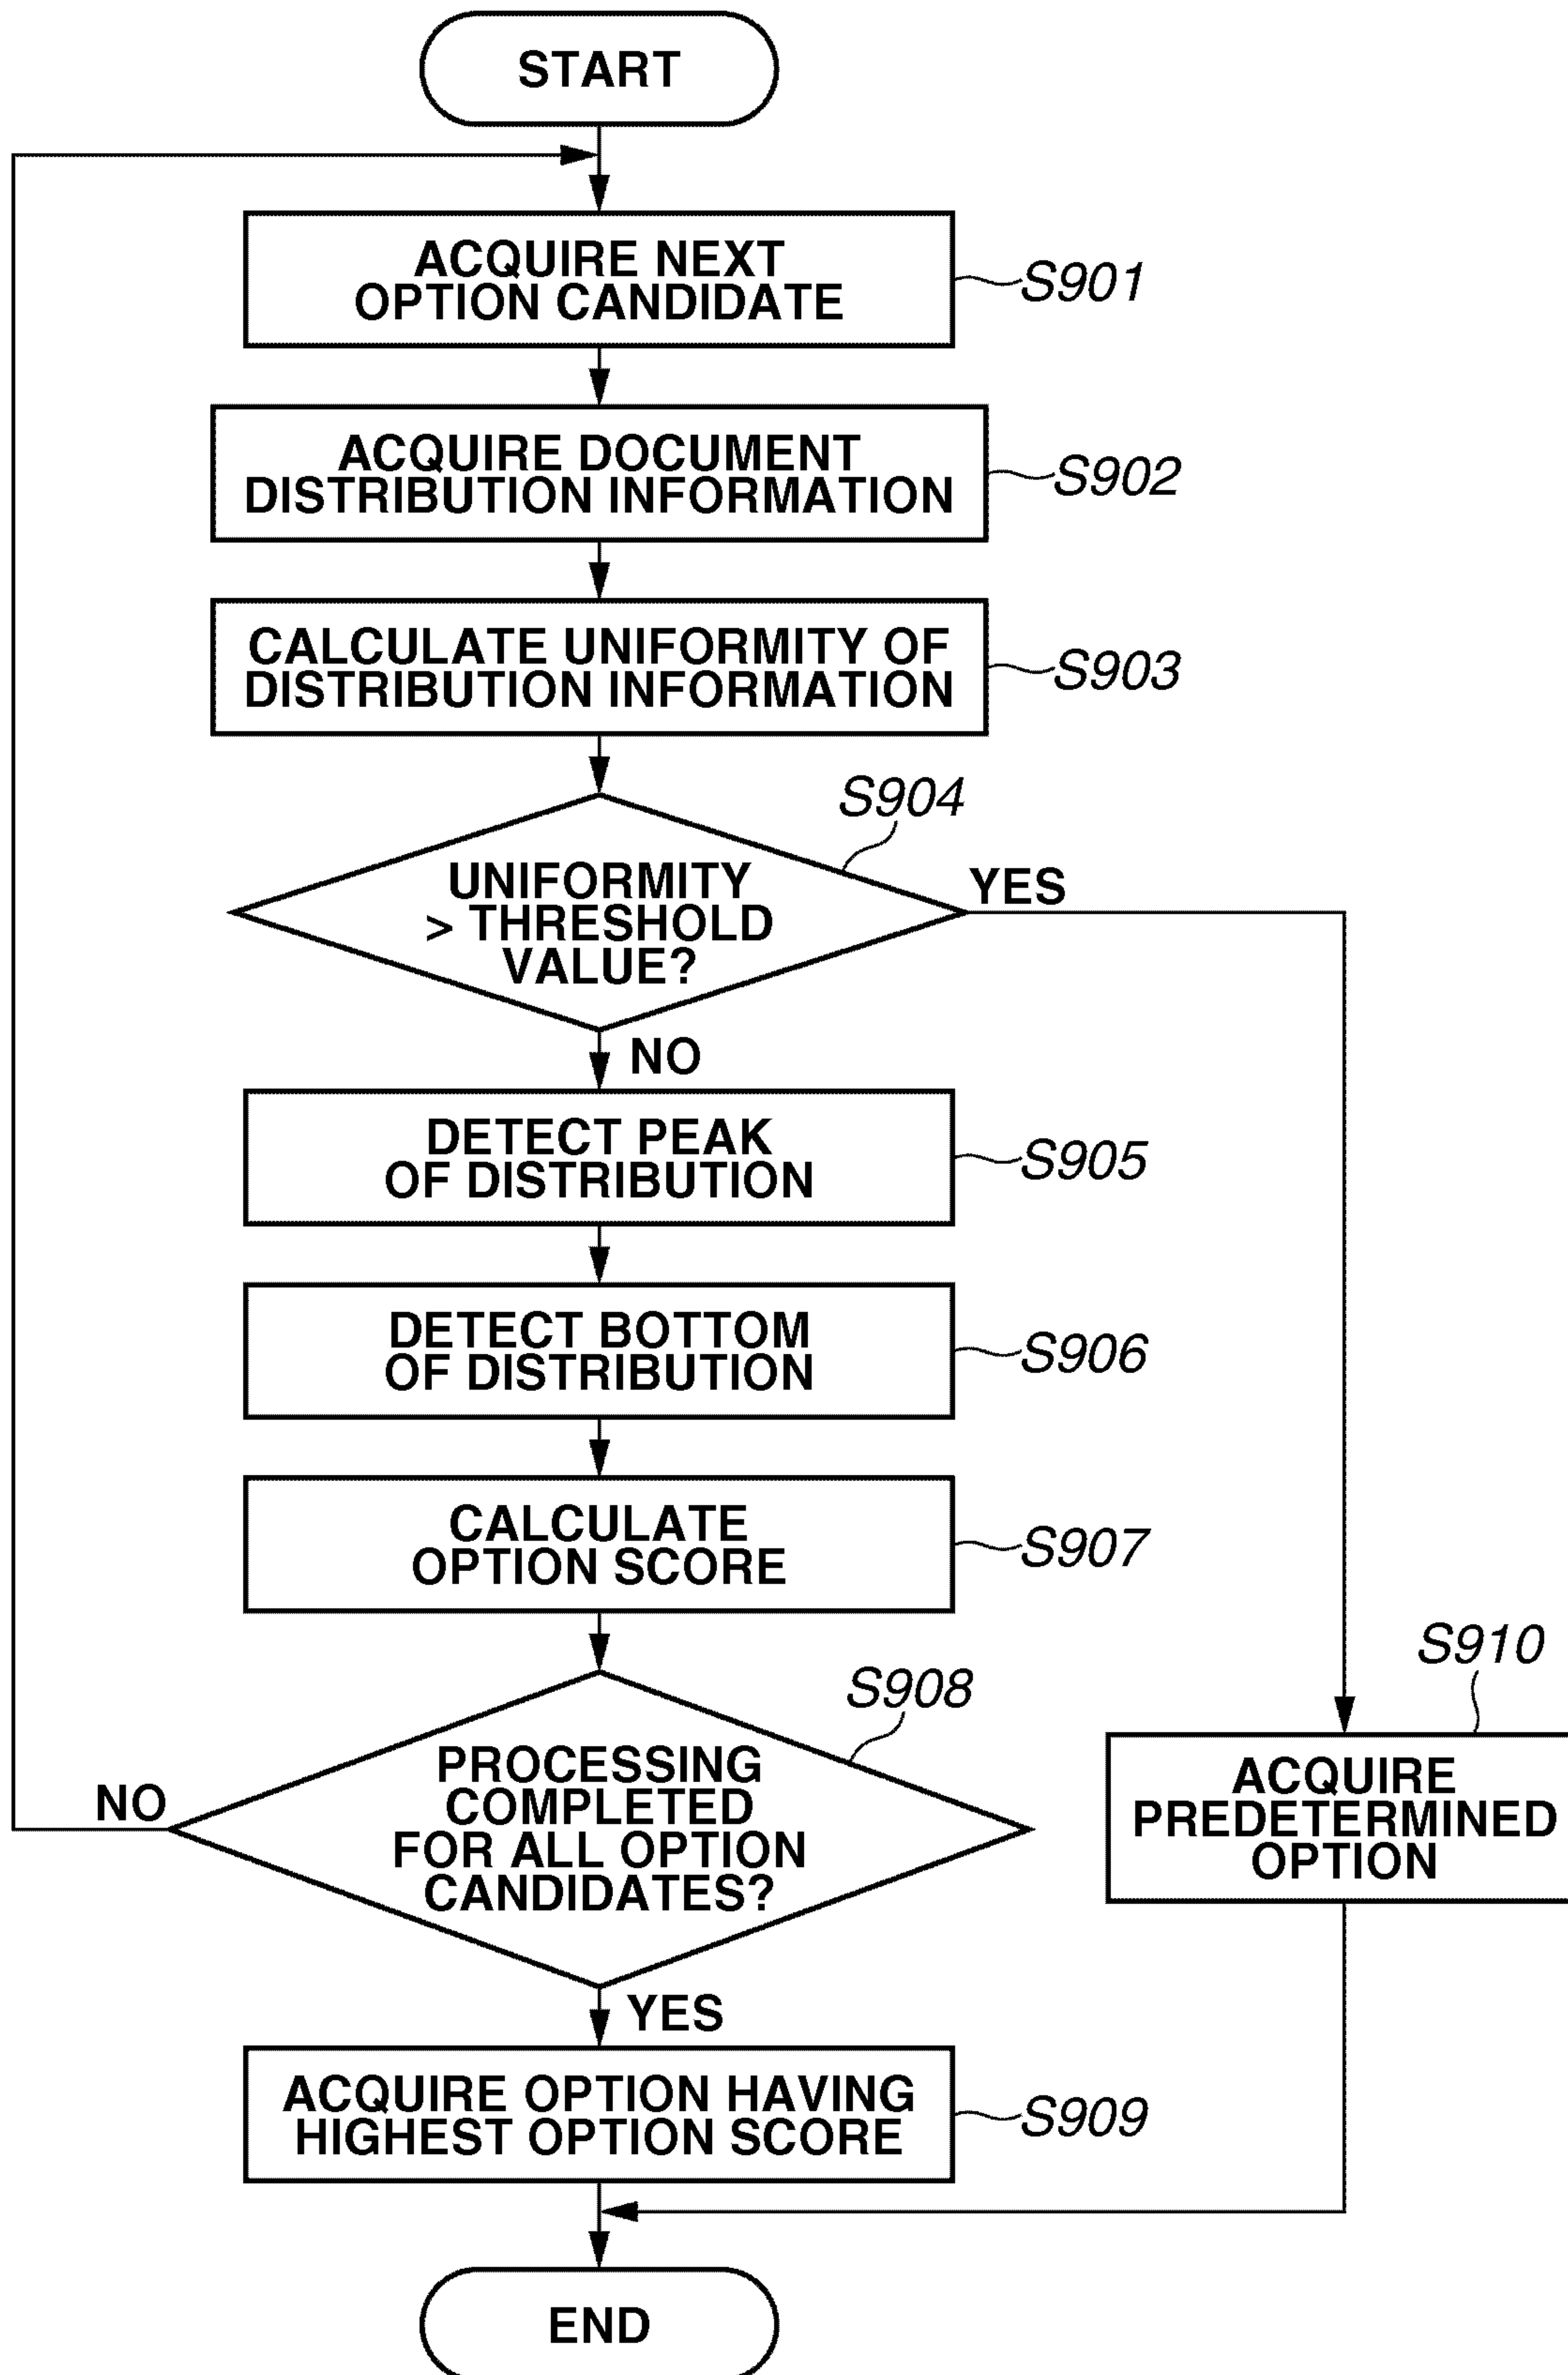 START
ACQUIRE NEXT
OPTION CANDIDATE
S901
ACQUIRE DOCUMENT
DISTRIBUTION INFORMATION
S902
CALCULATE UNIFORMITY OF
DISTRIBUTION INFORMATION
S903
S904
UNIFORMITY
> THRESHOLD
VALUE?
YES
NO
DETECT PEAK
OF DISTRIBUTION
S905
DETECT BOTTOM
OF DISTRIBUTION
S906
CALCULATE
OPTION SCORE
S907
S908
PROCESSING
COMPLETED
FOR ALL OPTION
CANDIDATES?
NO
YES
S910
ACQUIRE
PREDETERMINED
OPTION
ACQUIRE OPTION HAVING
HIGHEST OPTION SCORE
S909
END